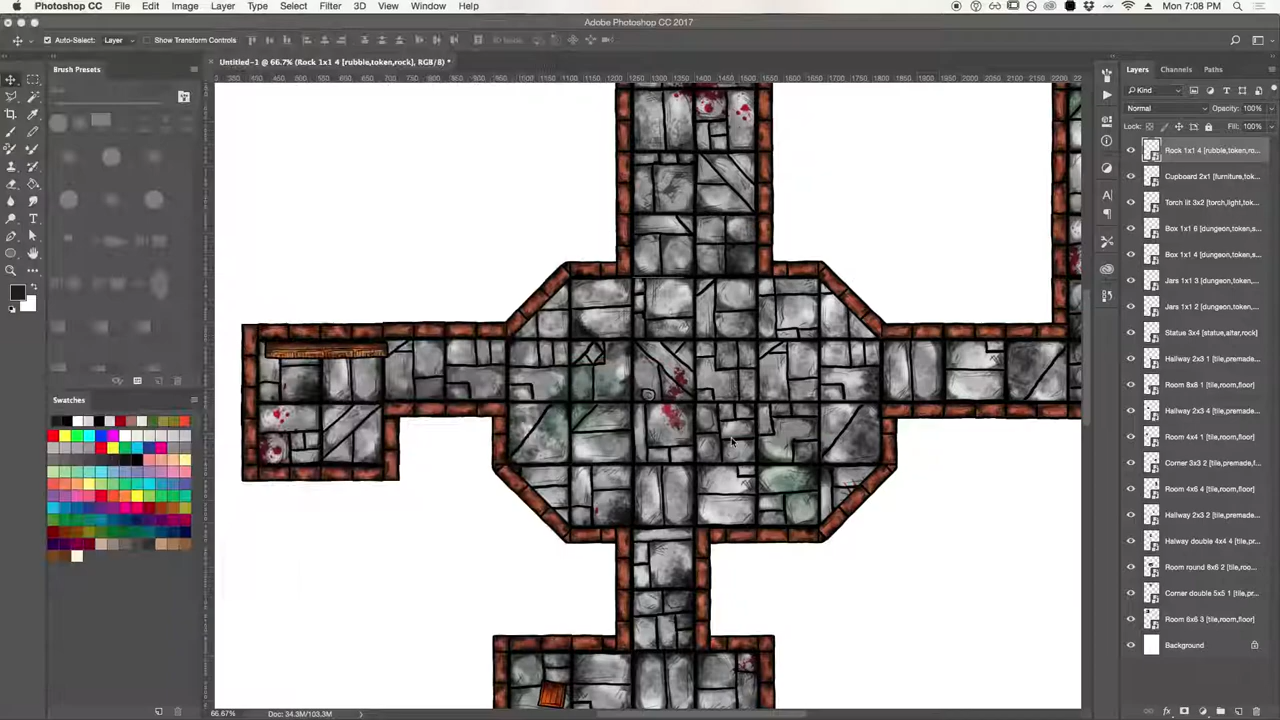 Photoshop CC File Edit Image Layer Type Select Filter 3D View Window Help Mon 7:08 PM
Adobe Photoshop CC 2017
Auto-Select: Layer Show Transform Controls
Untitled-1 @ 66.7% (Rock 1x1 4 [rubble,token,rock], RGB/8) *
Brush Presets
Swatches
Layers Channels Paths
Kind
Normal Opacity: 100%
Lock: Fill: 100%
Rock 1x1 4 [rubble,token,ro...
Cupboard 2x1 [furniture,tok...
Torch lit 3x2 [torch,light,tok...
Box 1x1 6 [dungeon,token,s...
Box 1x1 4 [dungeon,token,s...
Jars 1x1 3 [dungeon,token,...
Jars 1x1 2 [dungeon,token,...
Statue 3x4 [statue,altar,rock]
Hallway 2x3 1 [tile,premade,...
Room 8x8 1 [tile,room,floor]
Hallway 2x3 4 [tile,premade...
Room 4x4 1 [tile,room,floor]
Corner 3x3 2 [tile,premade,f...
Room 4x6 4 [tile,room,floor]
Hallway 2x3 2 [tile,premade...
Halway double 4x4 4 [tile,pr...
Room round 8x6 2 [tile,roo...
Corner double 5x5 1 [tile,pr...
Room 6x6 3 [tile,room,floor]
Background
66.67% Doc: 34.3M/103.3M